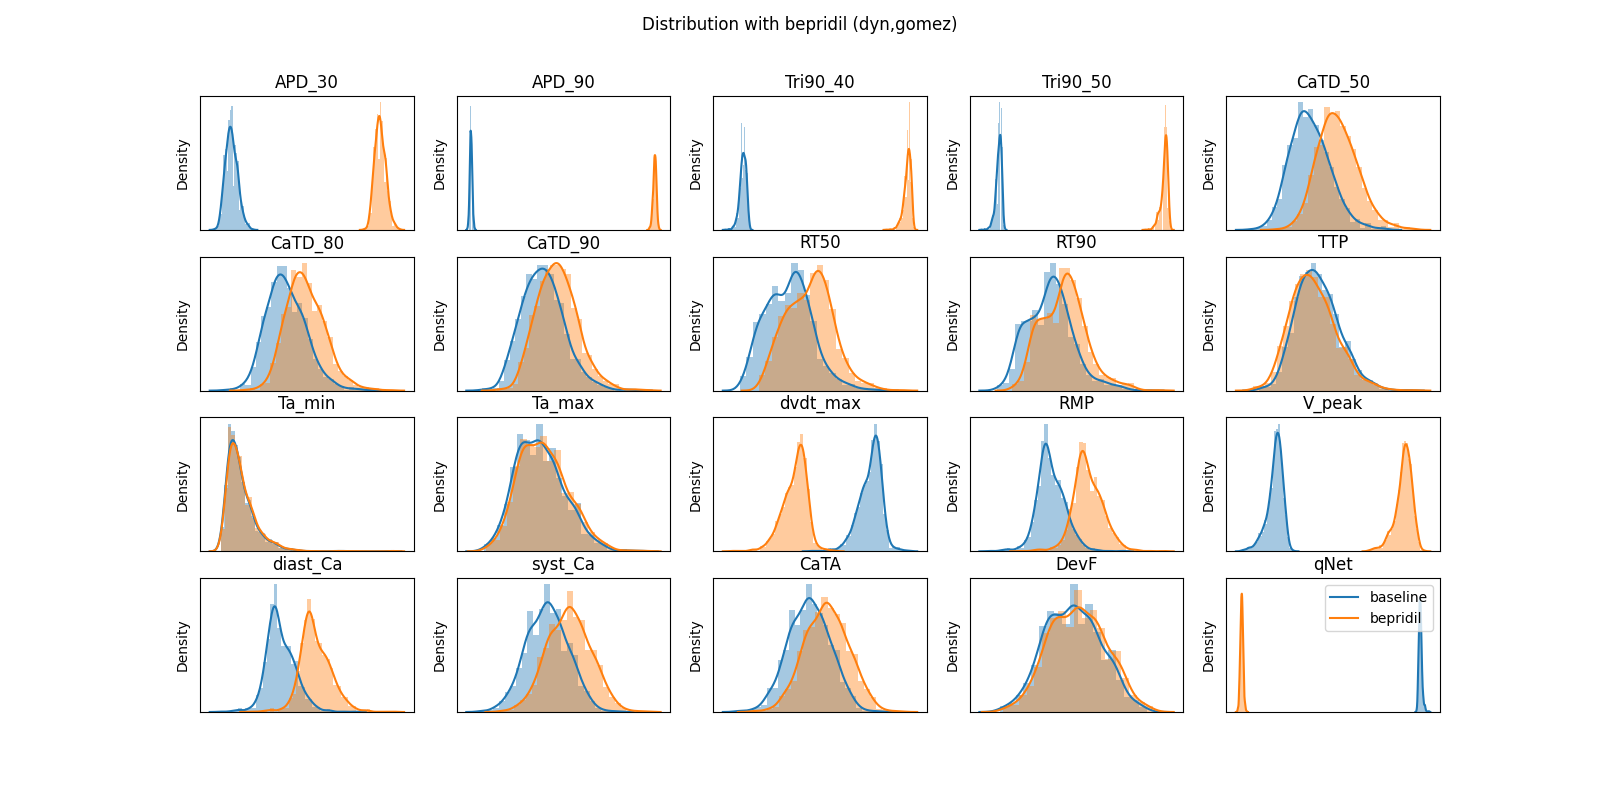 Distribution with bepridil (dyn,gomez)
APD_30
APD_90
Tri90_40
Tri90_50
CaTD_50
Density
Density
Density
Density
Density
CaTD_80
CaTD_90
RT50
RT90
TTP
Density
Density
Density
Density
Density
Ta_min
Ta_max
dvdt_max
RMP
V_peak
Density
Density
Density
Density
Density
diast_Ca
syst_Ca
CaTA
DevF
qNet
Density
Density
Density
Density
Density
baseline
bepridil